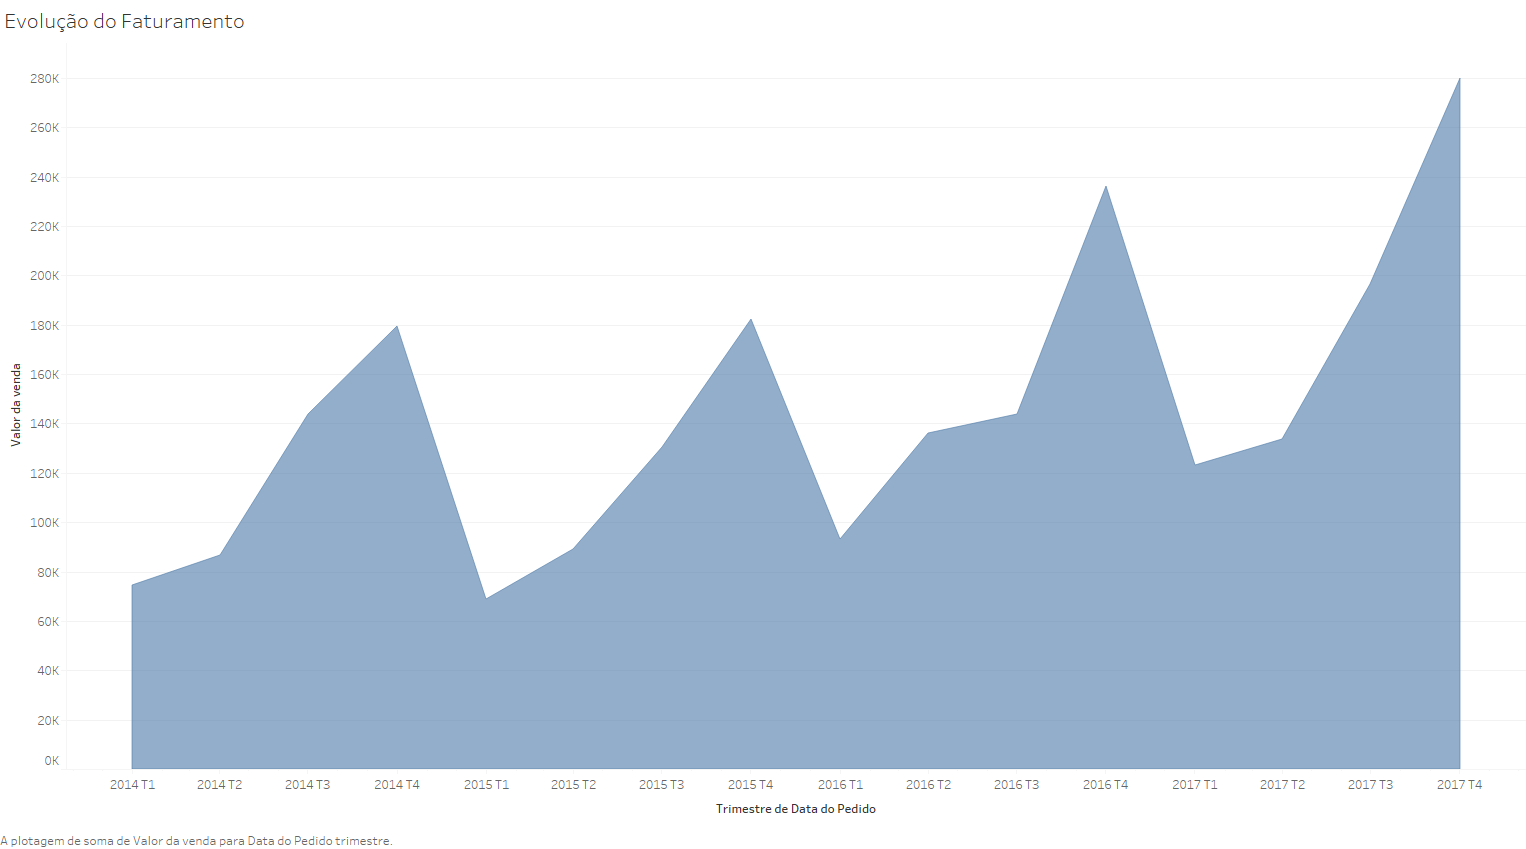 Evolução do Faturamento
280K
260K
240K
220K
200K
180K
160K
140K
120K
100K
80K
60K
40K
20K
0K
Valor da venda
2014 T1 2014 T2 2014 T3 2014 T4 2015 T1 2015 T2 2015 T3 2015 T4 2016 T1 2016 T2 2016 T3 2016 T4 2017 T1 2017 T2 2017 T3 2017 T4
Trimestre de Data do Pedido
A plotagem de soma de Valor da venda para Data do Pedido trimestre.